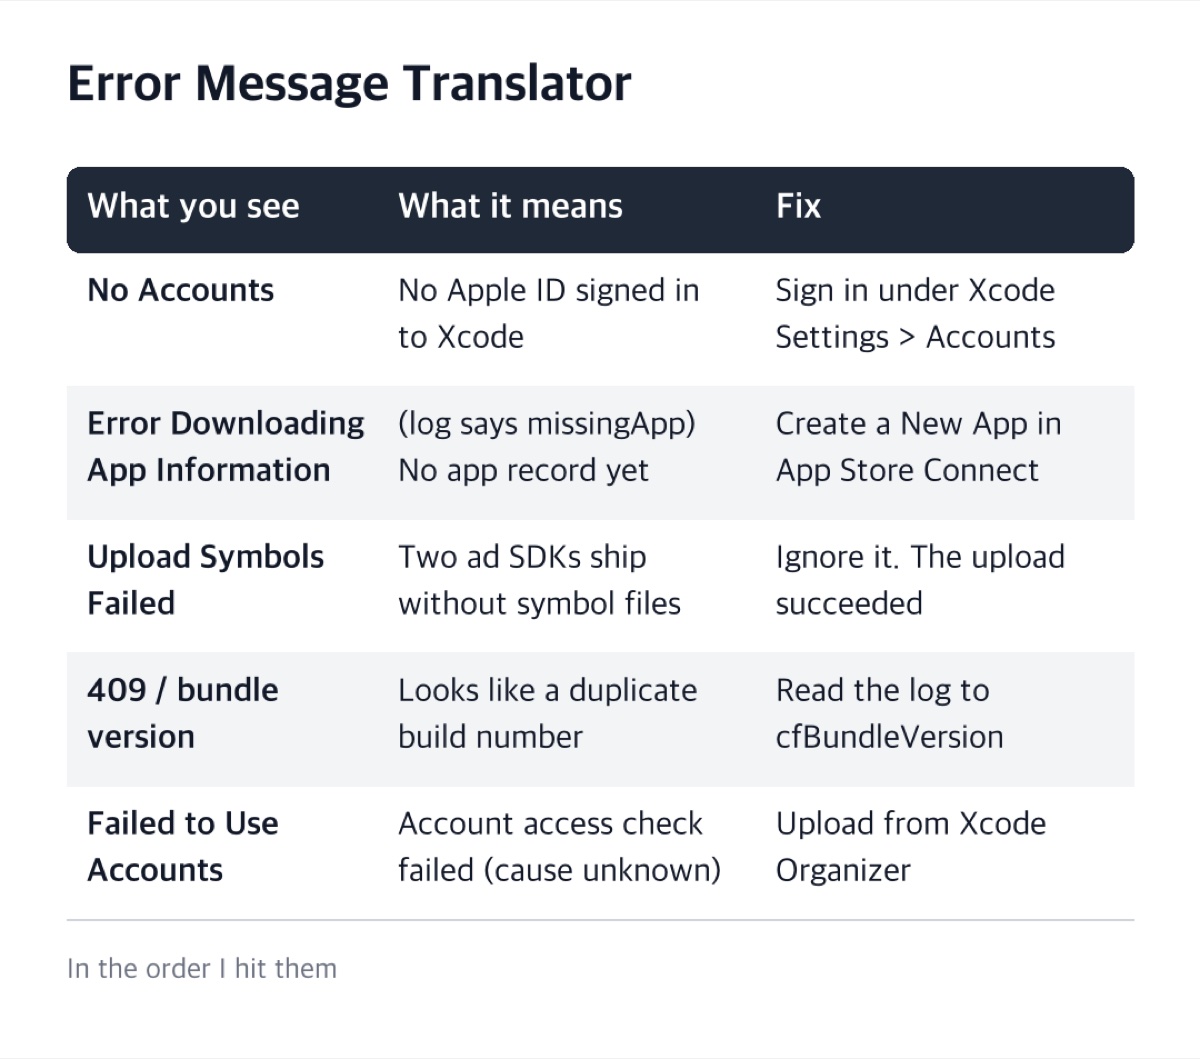 Error Message Translator
What you see
What it means
Fix
No Accounts
No Apple ID signed in
to Xcode
Sign in under Xcode
Settings > Accounts
Error Downloading
App Information
(log says missingApp)
No app record yet
Create a New App in
App Store Connect
Upload Symbols
Failed
Two ad SDKs ship
without symbol files
Ignore it. The upload
succeeded
409 / bundle
version
Looks like a duplicate
build number
Read the log to
cfBundleVersion
Failed to Use
Accounts
Account access check
failed (cause unknown)
Upload from Xcode
Organizer
In the order I hit them